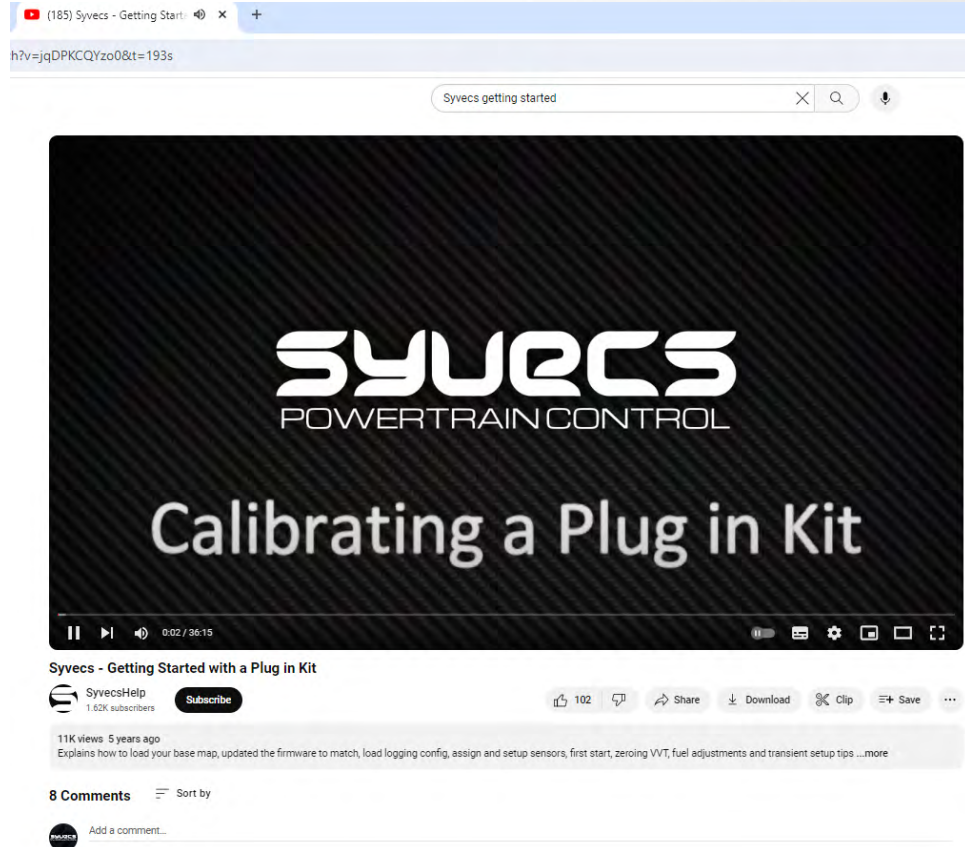 (185) Syvecs - Getting Start
h?v=jqDPKCQYzo0&t=193s
Syvecs getting started
SYVECS
POWERTRAIN CONTROL
Calibrating a Plug in Kit
0:02 / 36:15
Syvecs - Getting Started with a Plug in Kit
SyvecsHelp
1.62K subscribers
Subscribe
102
Share
Download
Clip
Save
11K views 5 years ago
Explains how to load your base map, updated the firmware to match, load logging config, assign and setup sensors, first start, zeroing VVT, fuel adjustments and transient setup tips ...more
8 Comments
Sort by
SYVECS
Add a comment...